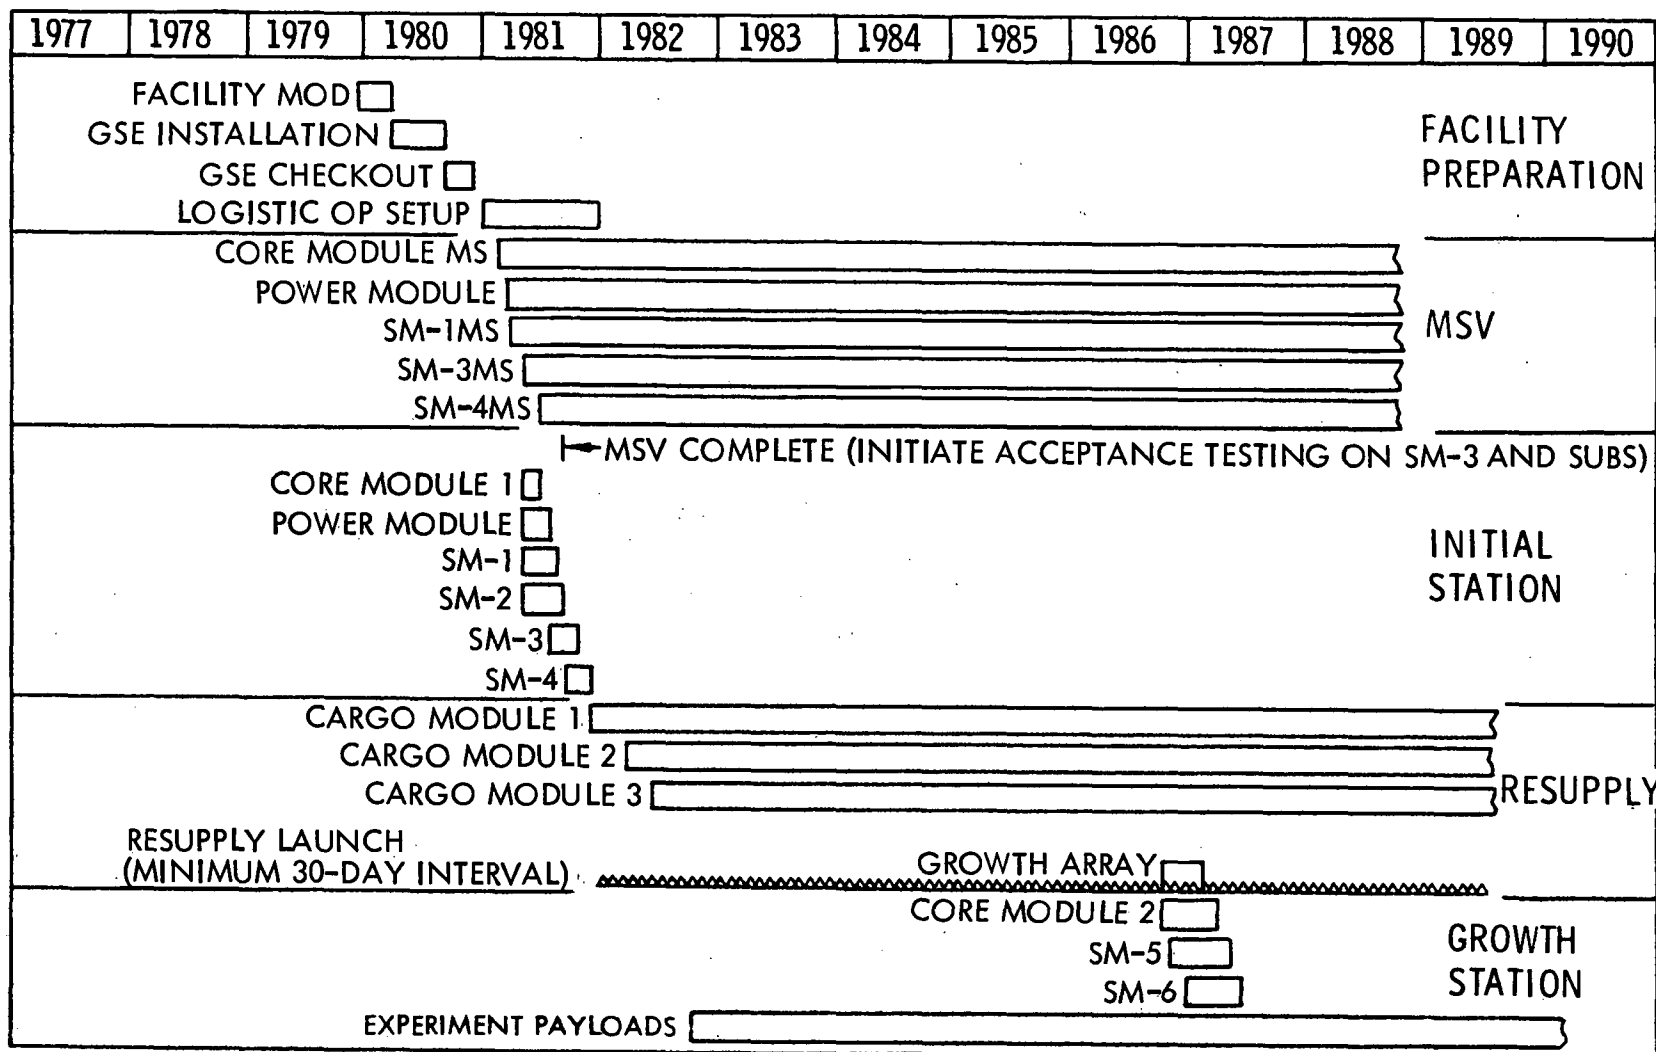 1977 1978 1979 1980 1981 1982 1983 1984 1985 1986 1987 1988 1989 1990
FACILITY MOD
GSE INSTALLATION
GSE CHECKOUT
LOGISTIC OP SETUP
FACILITY
PREPARATION
CORE MODULE MS
POWER MODULE
SM-1MS
SM-3MS
SM-4MS
MSV
MSV COMPLETE (INITIATE ACCEPTANCE TESTING ON SM-3 AND SUBS)
CORE MODULE 1
POWER MODULE
SM-1
SM-2
SM-3
SM-4
INITIAL
STATION
CARGO MODULE 1
CARGO MODULE 2
CARGO MODULE 3
RESUPPLY
RESUPPLY LAUNCH
(MINIMUM 30-DAY INTERVAL)
GROWTH ARRAY
CORE MODULE 2
SM-5
SM-6
GROWTH
STATION
EXPERIMENT PAYLOADS